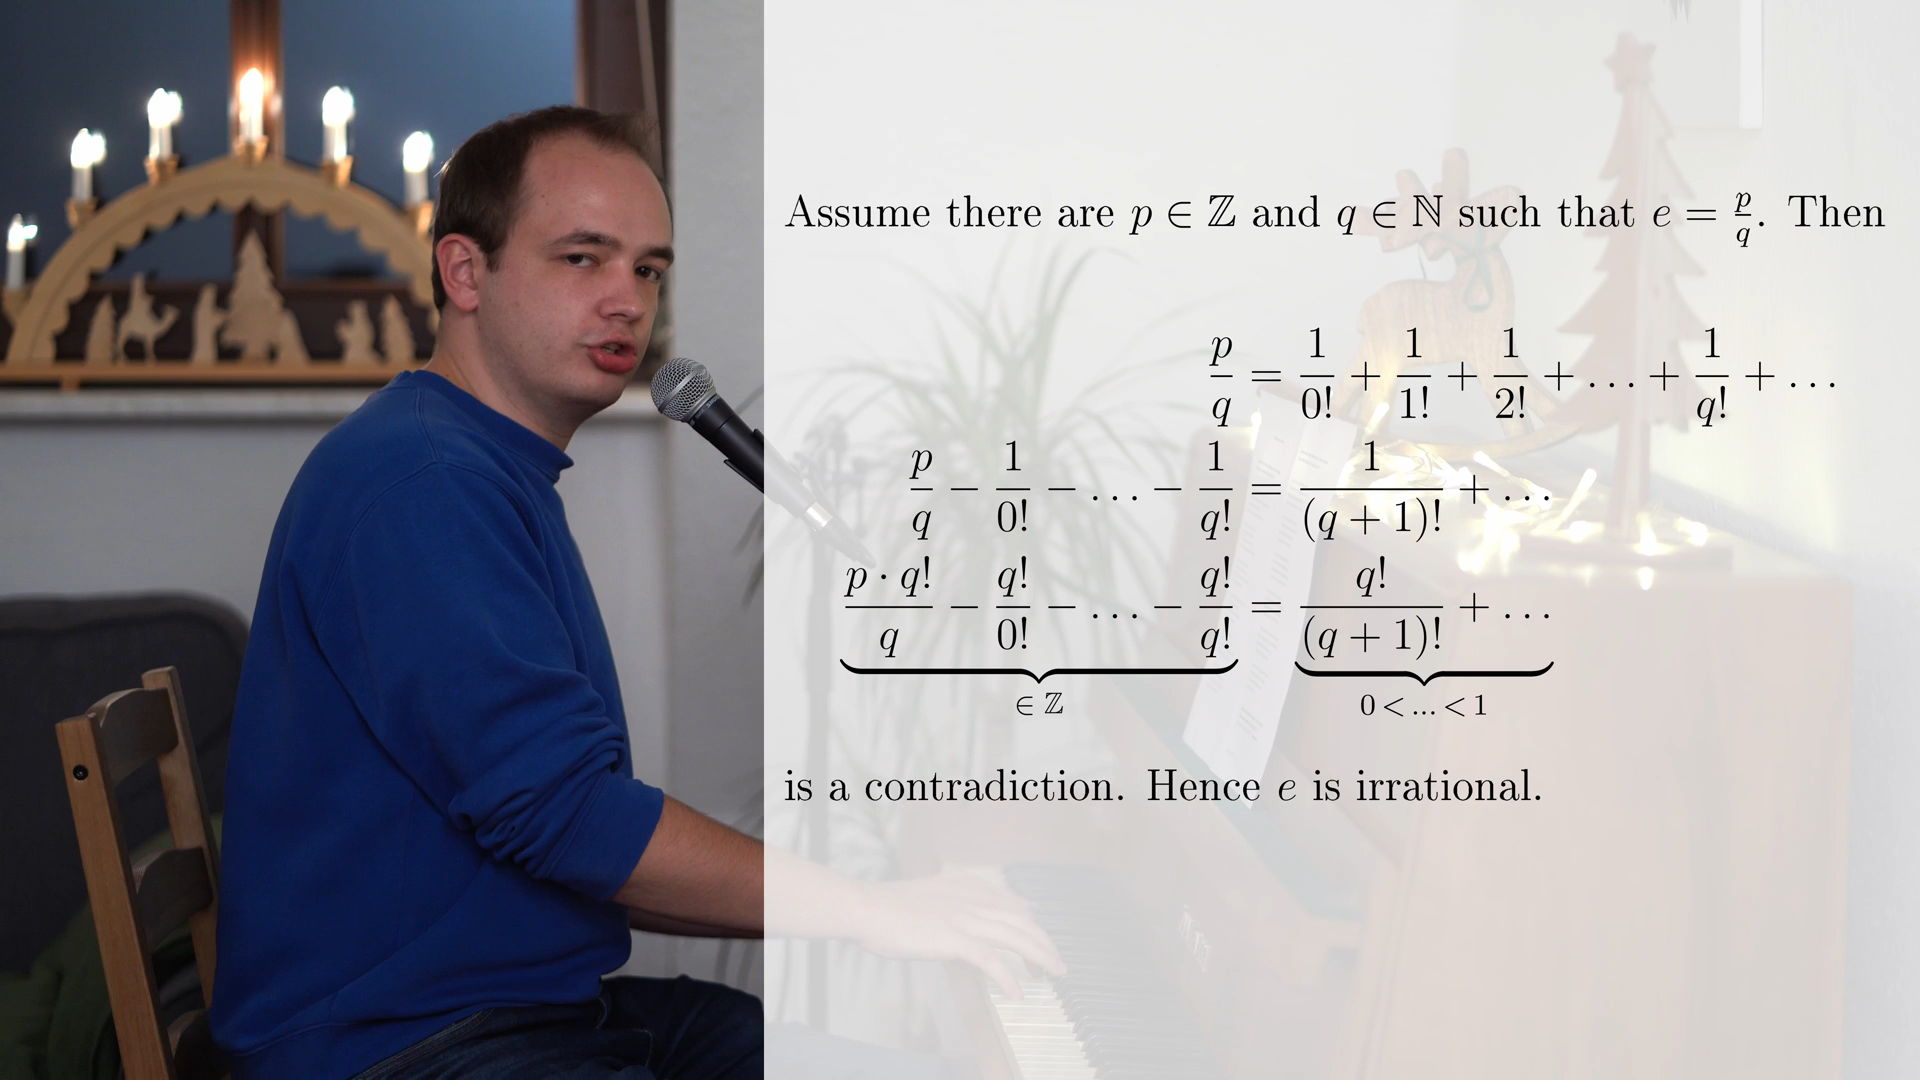 Assume there are p ∈ ℤ and q ∈ ℕ such that e = p/q. Then
p/q = 1/0! + 1/1! + 1/2! + … + 1/q! + …
p/q − 1/0! − … − 1/q! = 1/(q + 1)! + …
p · q!/q − q!/0! − … − q!/q! = q!/(q + 1)! + …
∈ ℤ 0 < ... < 1
is a contradiction. Hence e is irrational.